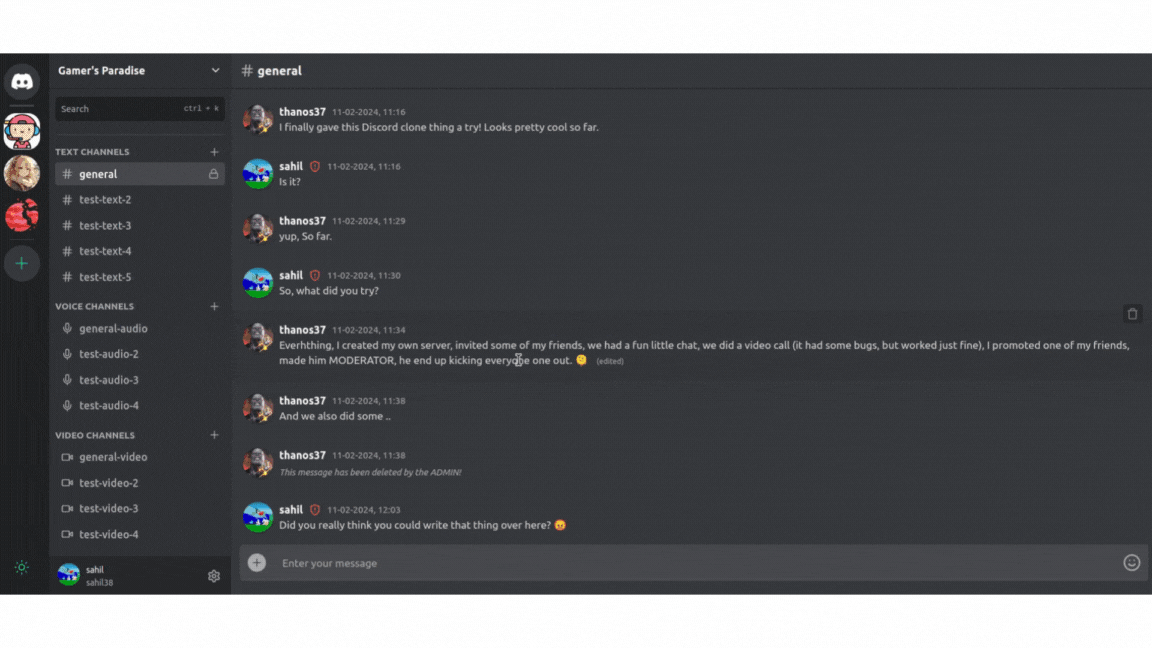 Gamer's Paradise
Search ctrl + k
TEXT CHANNELS +
# general
# test-text-2
# test-text-3
# test-text-4
# test-text-5
VOICE CHANNELS +
general-audio
test-audio-2
test-audio-3
test-audio-4
VIDEO CHANNELS +
general-video
test-video-2
test-video-3
test-video-4
sahil
sahil38
# general
thanos37 11-02-2024, 11:16
I finally gave this Discord clone thing a try! Looks pretty cool so far.
sahil 11-02-2024, 11:16
Is it?
thanos37 11-02-2024, 11:29
yup, So far.
sahil 11-02-2024, 11:30
So, what did you try?
thanos37 11-02-2024, 11:34
Everhthing, I created my own server, invited some of my friends, we had a fun little chat, we did a video call (it had some bugs, but worked just fine), I promoted one of my friends,
made him MODERATOR, he end up kicking everyone one out. 🫠 (edited)
thanos37 11-02-2024, 11:38
And we also did some ..
thanos37 11-02-2024, 11:38
This message has been deleted by the ADMIN!
sahil 11-02-2024, 12:03
Did you really think you could write that thing over here? 😡
Enter your message